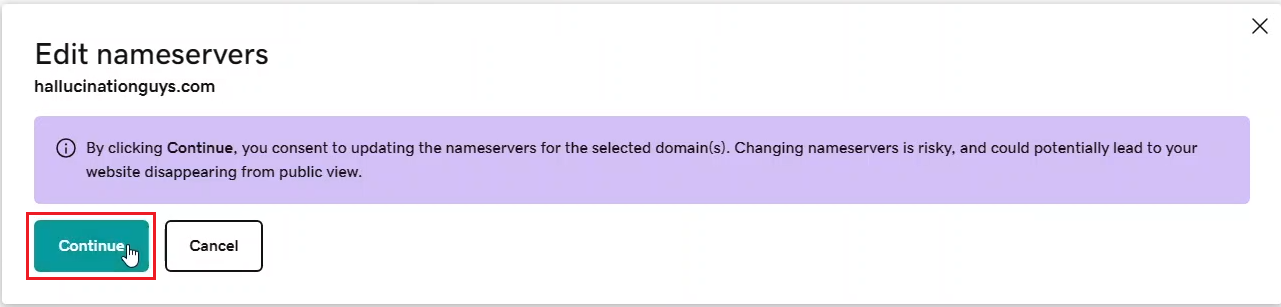 Edit nameservers
hallucinationguys.com
By clicking Continue, you consent to updating the nameservers for the selected domain(s). Changing nameservers is risky, and could potentially lead to your
website disappearing from public view.
Continue
Cancel